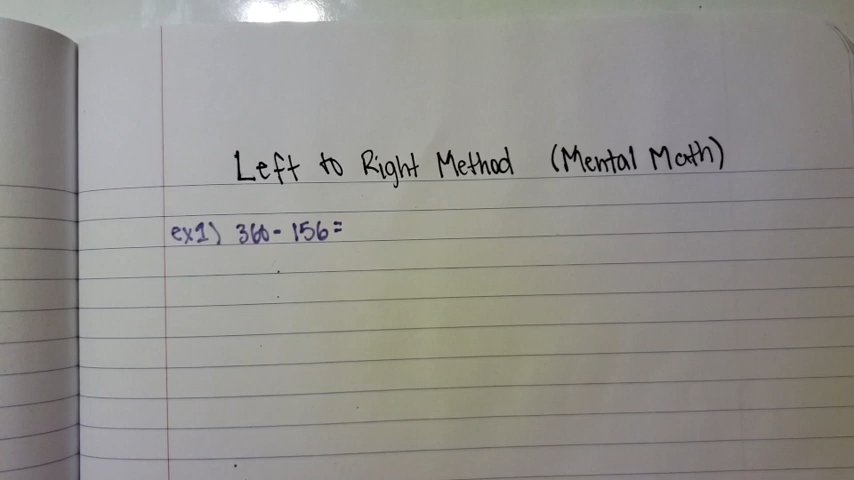 Left to Right Method (Mental Math)
ex1) 360 - 156 =